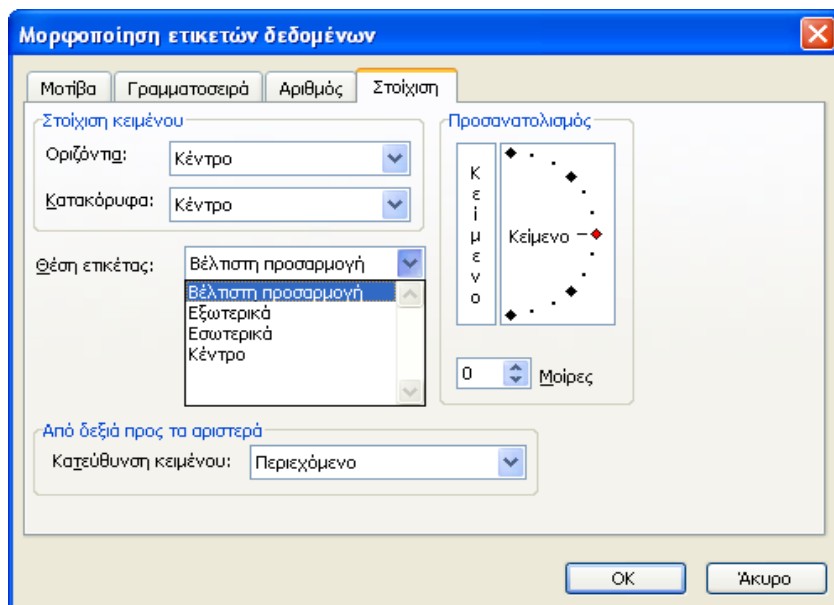 Μορφοποίηση ετικετών δεδομένων
Μοτίβα Γραμματοσειρά Αριθμός Στοίχιση
Στοίχιση κειμένου
Οριζόντια: Κέντρο
Κατακόρυφα: Κέντρο
Θέση ετικέτας: Βέλτιστη προσαρμογή
Βέλτιστη προσαρμογή
Εξωτερικά
Εσωτερικά
Κέντρο
Προσανατολισμός
Κείμενο
Κείμενο
0 Μοίρες
Από δεξιά προς τα αριστερά
Κατεύθυνση κειμένου: Περιεχόμενο
OK Άκυρο